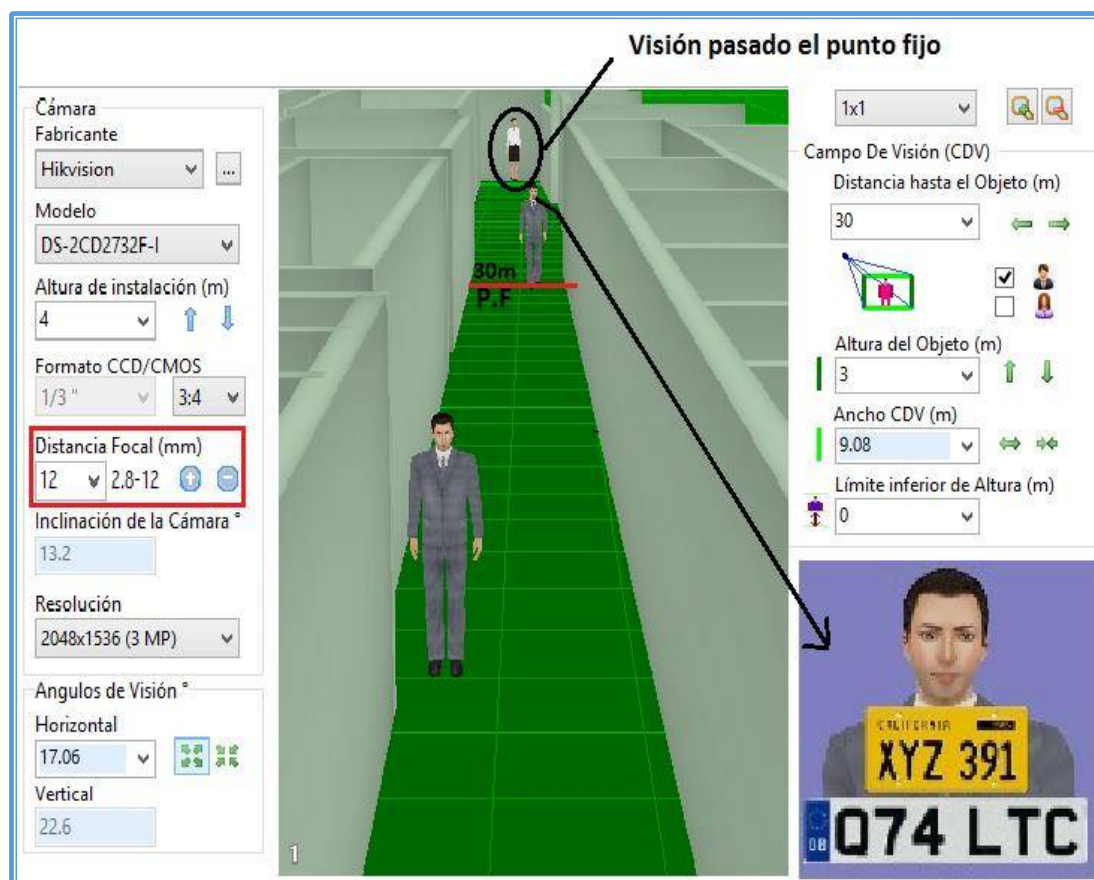 Visión pasado el punto fijo
Cámara
Fabricante
Hikvision
...
Modelo
DS-2CD2732F-I
Altura de instalación (m)
4
Formato CCD/CMOS
1/3 "
3:4
Distancia Focal (mm)
12
2.8-12
Inclinación de la Cámara °
13.2
Resolución
2048x1536 (3 MP)
Angulos de Visión °
Horizontal
17.06
Vertical
22.6
30m
P.F
1
1x1
Campo De Visión (CDV)
Distancia hasta el Objeto (m)
30
Altura del Objeto (m)
3
Ancho CDV (m)
9.08
Límite inferior de Altura (m)
0
CALIFORNIA
XYZ 391
GB
Q74 LTC